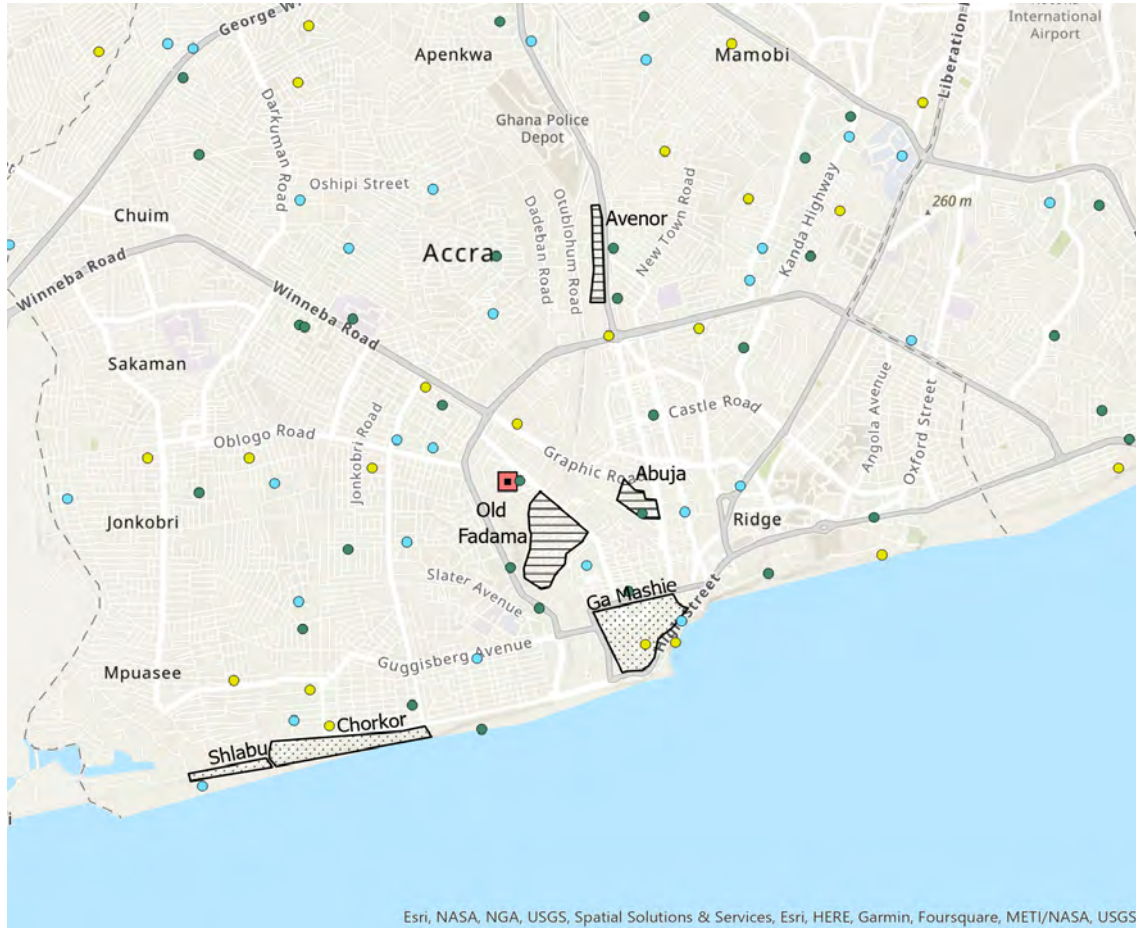 George W
Apenkwa
Mamobi
International
Airport
Liberation
Ghana Police
Depot
Darkuman Road
Oshipi Street
Chuim
Accra
Dadeban Road
Otublohum Road
Avenor
New Town Road
Kanda Highway
260 m
Winneba Road
Winneba Road
Sakaman
Oblogo Road
Jonkobri Road
Castle Road
Angola Avenue
Oxford Street
Graphic Road
Abuja
Old
Fadama
Jonkobri
Ridge
Slater Avenue
Ga Mashie
High Street
Guggisberg Avenue
Mpuasee
Chorkor
Shlabu
Esri, NASA, NGA, USGS, Spatial Solutions & Services, Esri, HERE, Garmin, Foursquare, METI/NASA, USGS